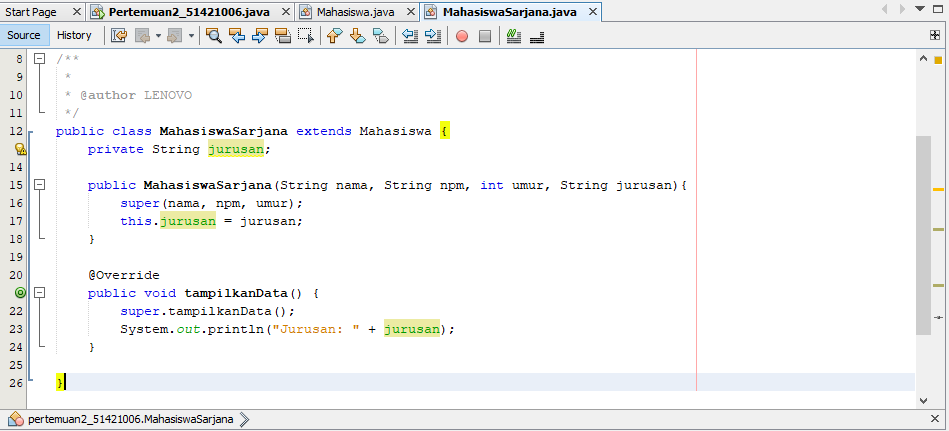 Start Page
Pertemuan2_51421006.java
Mahasiswa.java
MahasiswaSarjana.java
Source History
8 /**
9 *
10 * @author LENOVO
11 */
12 public class MahasiswaSarjana extends Mahasiswa {
private String jurusan;
14
public MahasiswaSarjana(String nama, String npm, int umur, String jurusan){
16 super(nama, npm, umur);
17 this.jurusan = jurusan;
18 }
19
20 @Override
public void tampilkanData() {
22 super.tampilkanData();
23 System.out.println("Jurusan: " + jurusan);
24 }
25
26 }
pertemuan2_51421006.MahasiswaSarjana